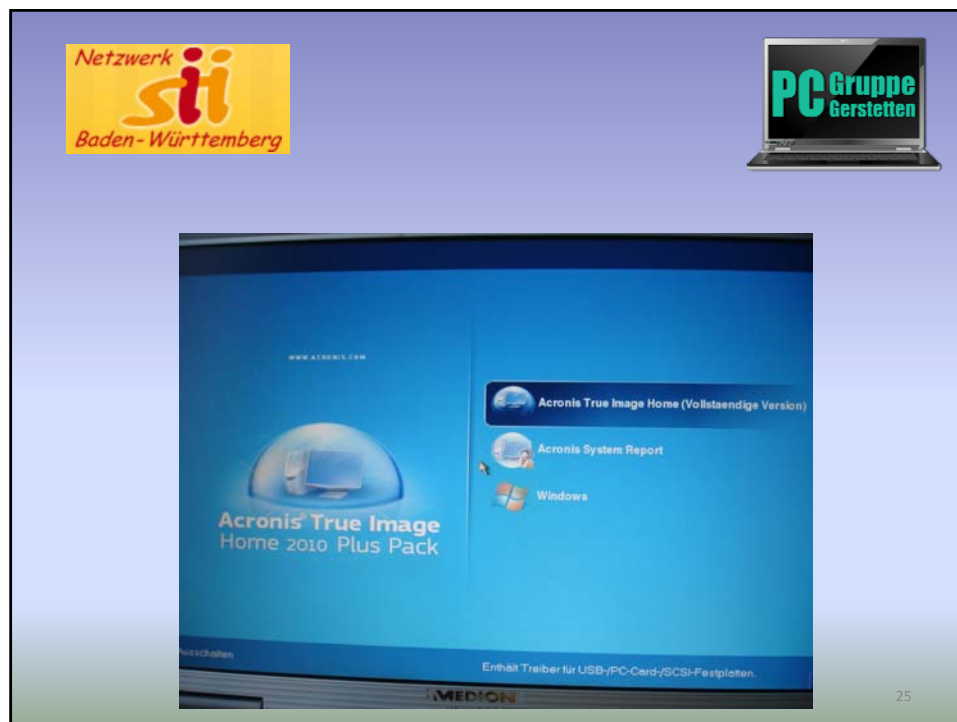 Netzwerk
sii
Baden-Württemberg
PC Gruppe
Gerstetten
WWW.ACRONIS.COM
Acronis True Image Home (Vollstaendige Version)
Acronis System Report
Windows
Acronis® True Image
Home 2010 Plus Pack
Ausschalten
Enthält Treiber für USB-/PC-Card-/SCSI-Festplatten.
MEDION
25